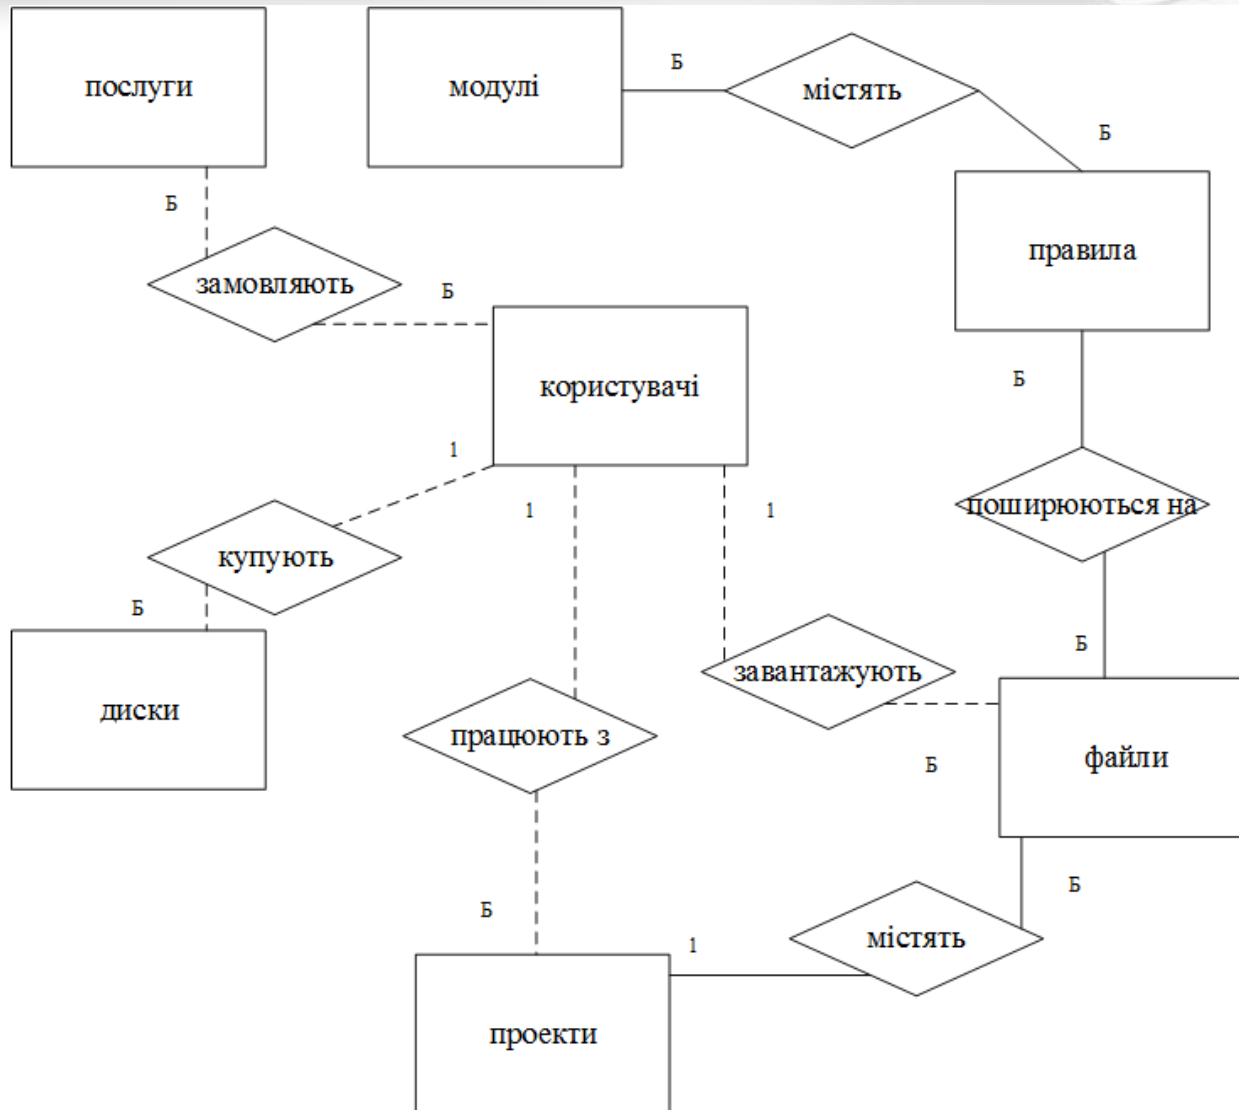 послуги
модулі
Б
містять
Б
Б
замовляють
Б
правила
користувачі
Б
1
1
1
поширюються на
купують
Б
Б
завантажують
диски
працюють з
файли
Б
Б
Б
містять
1
проекти